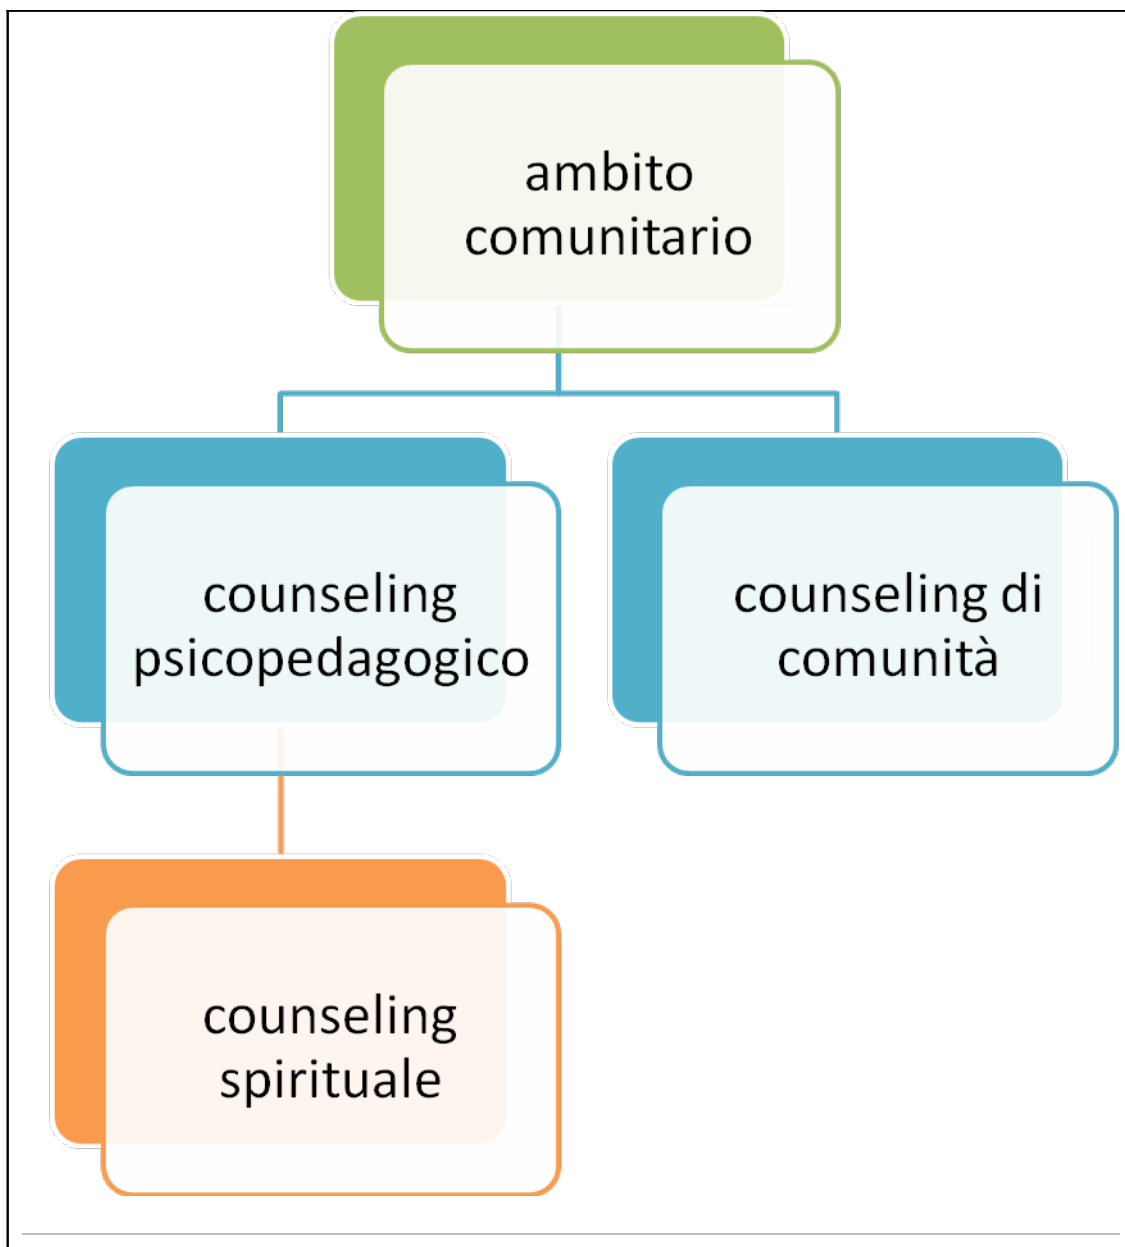 ambito
comunitario
counseling
psicopedagogico
counseling di
comunità
counseling
spirituale